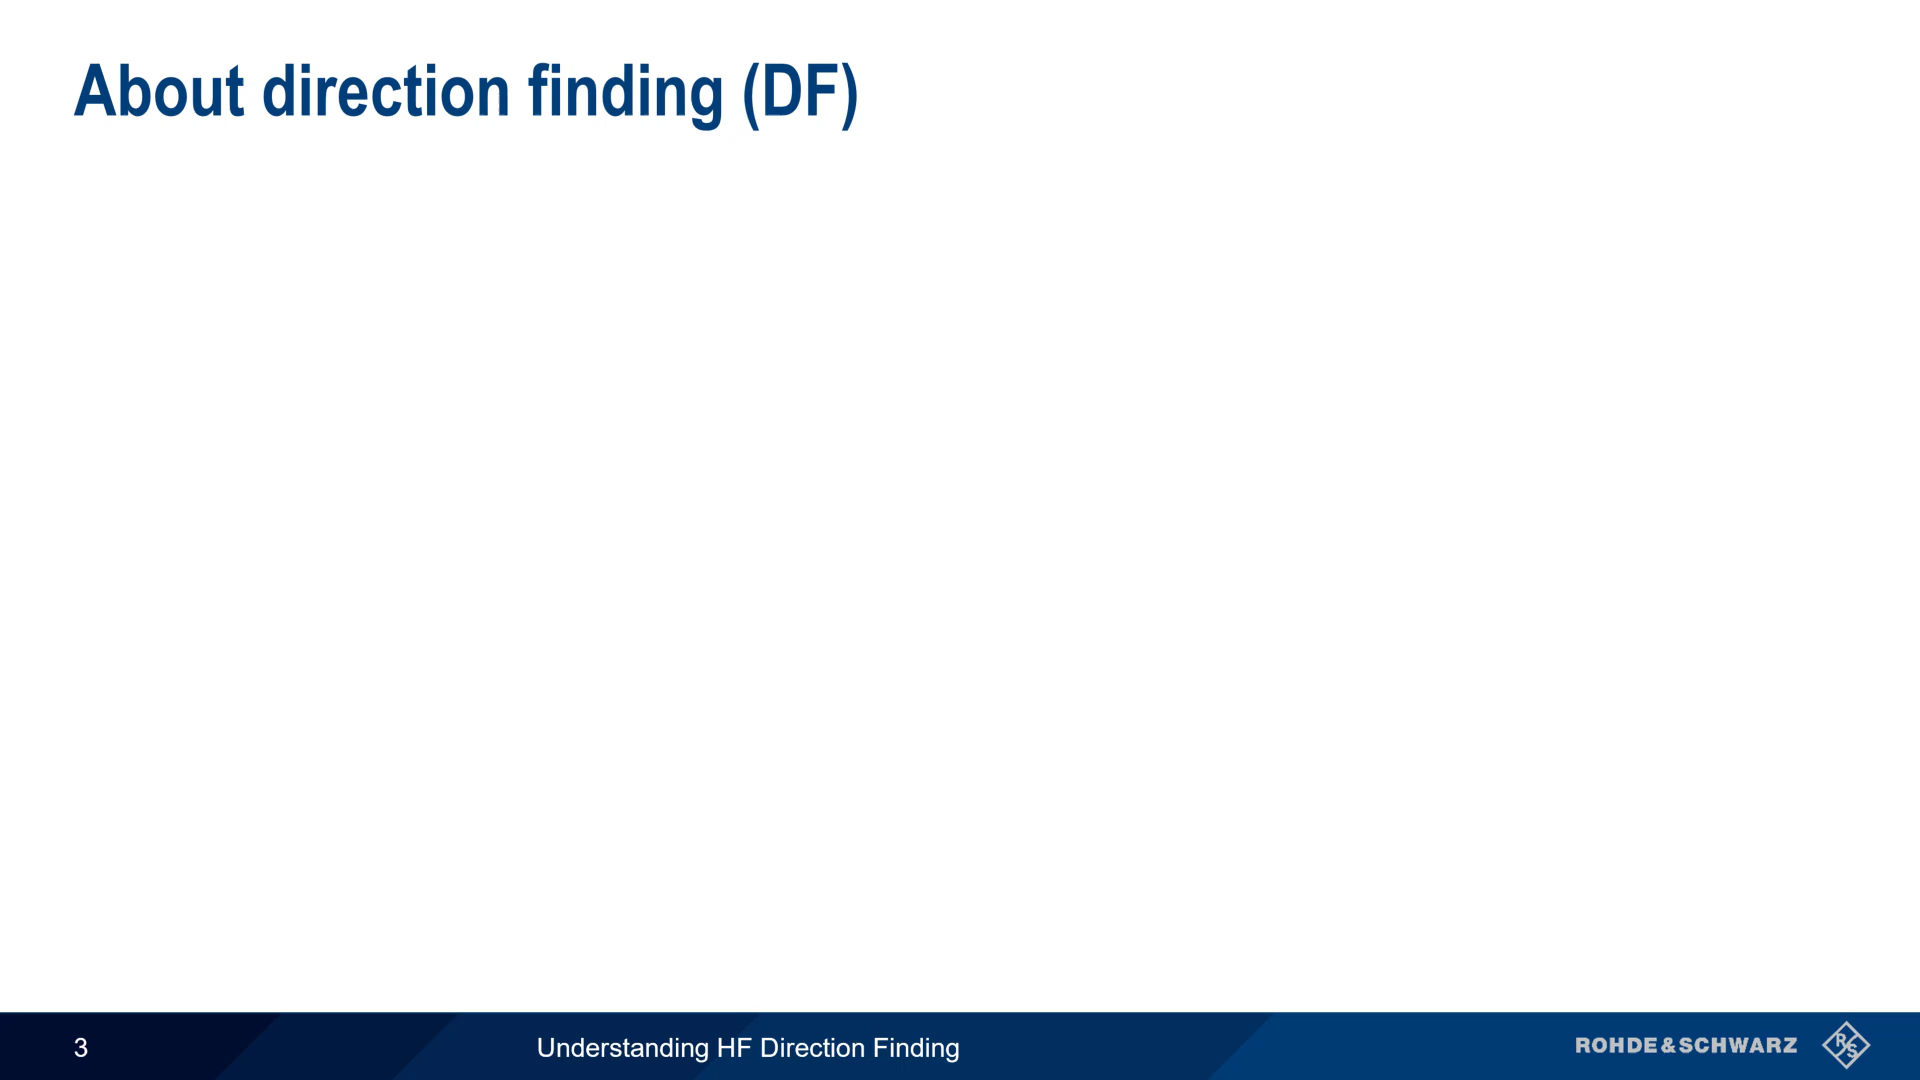 About direction finding (DF)
3
Understanding HF Direction Finding
ROHDE&SCHWARZ
R
S